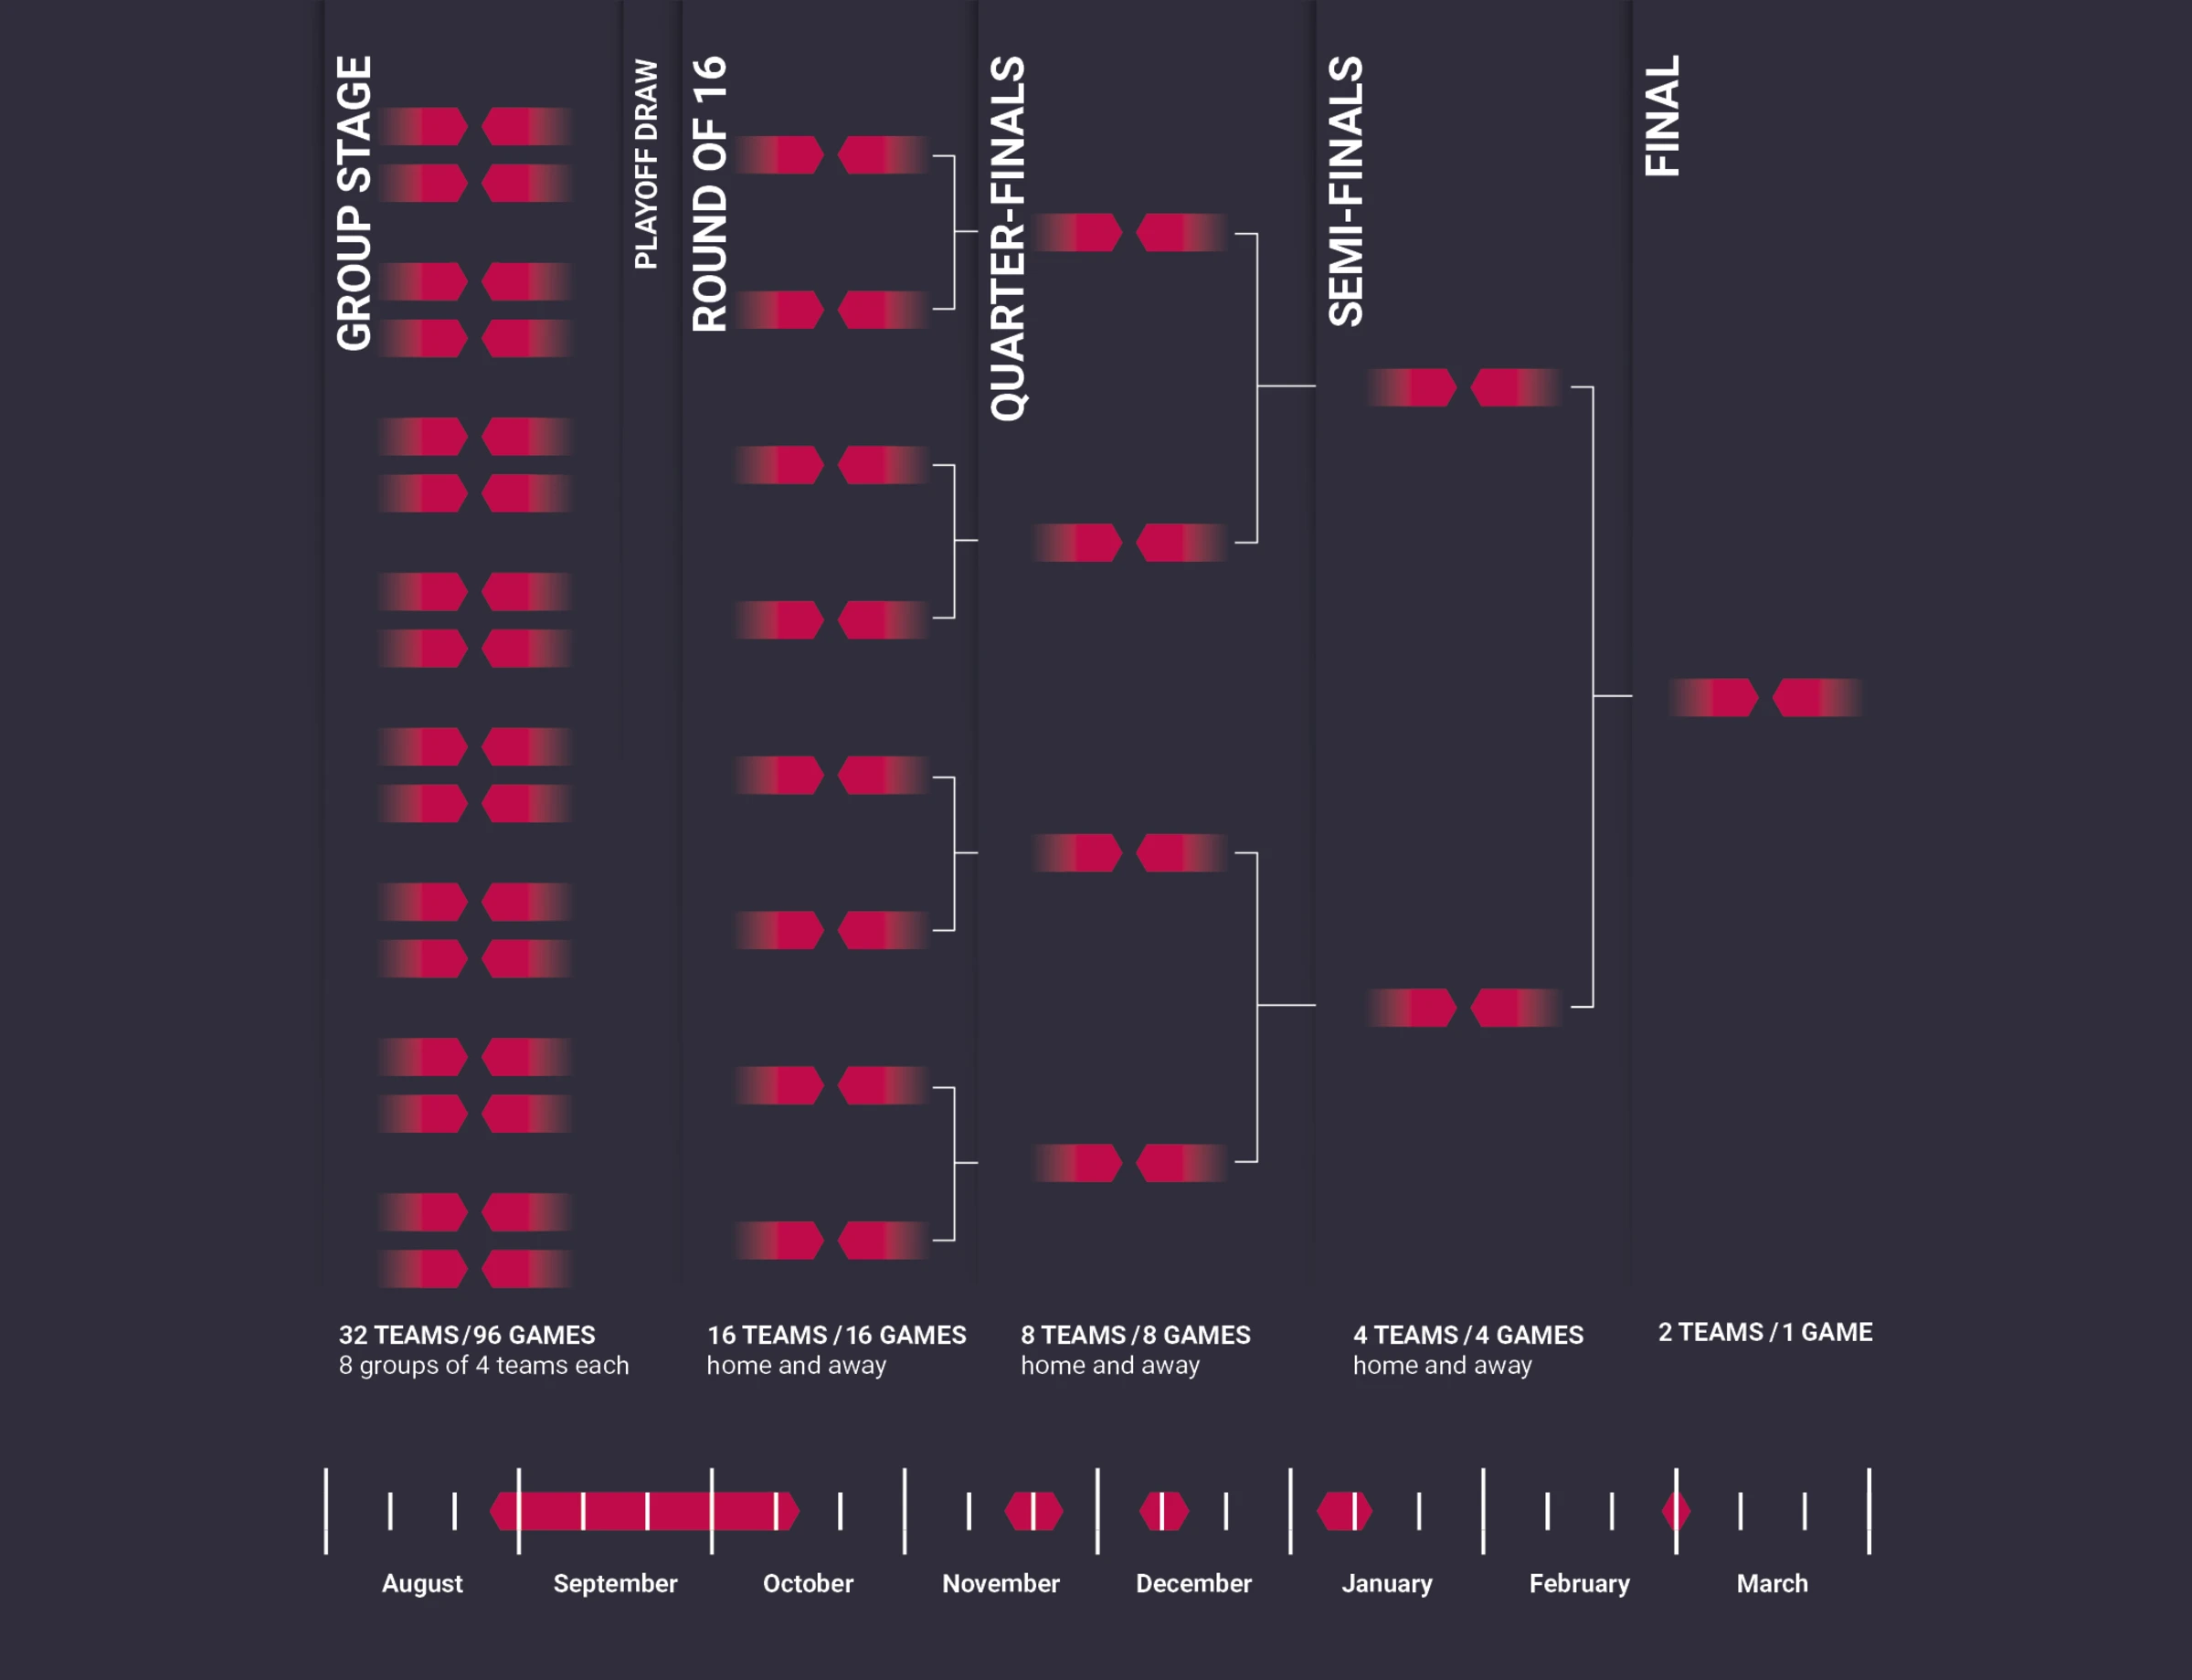 GROUP STAGE
PLAYOFF DRAW
ROUND OF 16
QUARTER-FINALS
SEMI-FINALS
FINAL
32 TEAMS/96 GAMES
8 groups of 4 teams each
16 TEAMS/16 GAMES
home and away
8 TEAMS/8 GAMES
home and away
4 TEAMS/4 GAMES
home and away
2 TEAMS/1 GAME
August
September
October
November
December
January
February
March